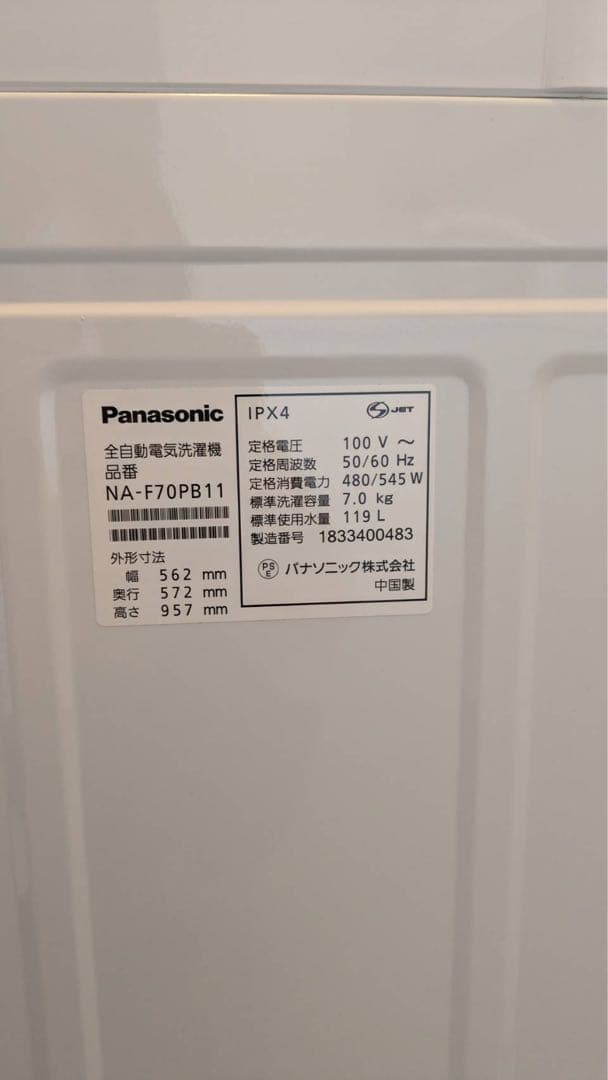 Panasonic
全自動電気洗濯機
品番
NA-F70PB11
外形寸法
幅 562 mm
奥行 572 mm
高さ 957 mm
IPX4
S JET
定格電圧 100 V ～
定格周波数 50/60 Hz
定格消費電力 480/545 W
標準洗濯容量 7.0 kg
標準使用水量 119 L
製造番号 1833400483
PSE パナソニック株式会社
中国製